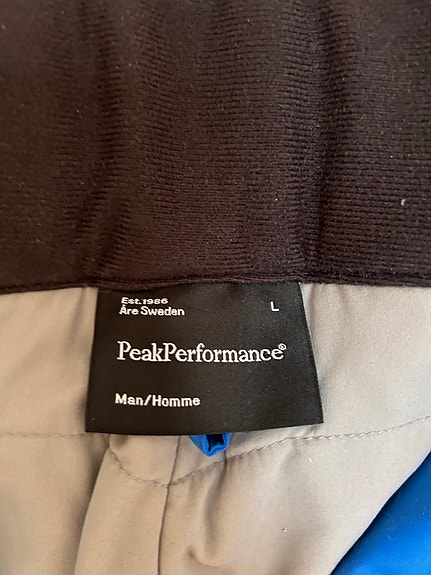 Est.1986
Åre Sweden
L
PeakPerformance®
Man/Homme